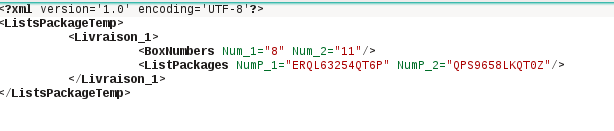 <?xml version='1.0' encoding='UTF-8'?>
<ListsPackageTemp>
<Livraison_1>
<BoxNumbers Num_1="8" Num_2="11"/>
<ListPackages NumP_1="ERQL63254QT6P" NumP_2="QPS9658LKQT0Z"/>
</Livraison_1>
</ListsPackageTemp>